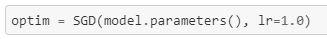 optim = SGD(model.parameters(), lr=1.0)